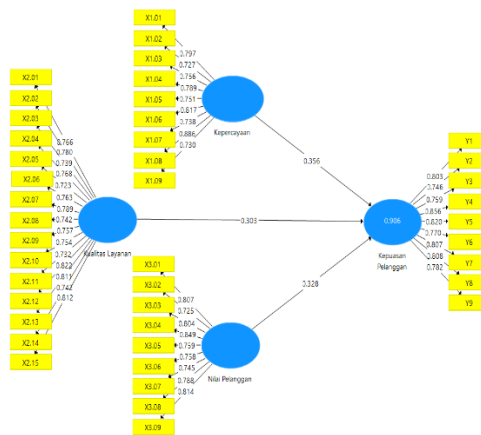 X1.01
X1.02
X1.03
X1.04
X1.05
X1.06
X1.07
X1.08
X1.09
0.797
0.727
0.756
0.789
0.751
0.817
0.738
0.886
0.730
Kepercayaan
X2.01
X2.02
X2.03
X2.04
X2.05
X2.06
X2.07
X2.08
X2.09
X2.10
X2.11
X2.12
X2.13
X2.14
X2.15
0.766
0.780
0.739
0.768
0.723
0.763
0.789
0.742
0.757
0.754
0.732
0.822
0.811
0.742
0.812
Kualitas Layanan
X3.01
X3.02
X3.03
X3.04
X3.05
X3.06
X3.07
X3.08
X3.09
0.807
0.725
0.804
0.849
0.759
0.758
0.745
0.788
0.814
Nilai Pelanggan
0.356
0.303
0.328
0.906
Kepuasan
Pelanggan
0.803
0.746
0.759
0.856
0.820
0.770
0.807
0.808
0.782
Y1
Y2
Y3
Y4
Y5
Y6
Y7
Y8
Y9